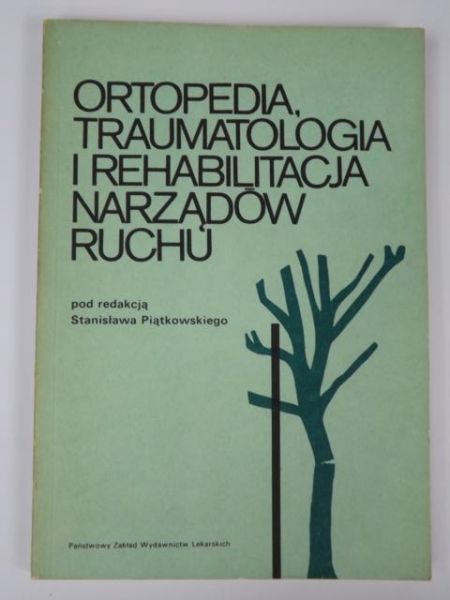 ORTOPEDIA,
TRAUMATOLOGIA
I REHABILITACJA
NARZĄDÓW
RUCHU
pod redakcją
Stanisława Piątkowskiego
Państwowy Zakład Wydawnictw Lekarskich